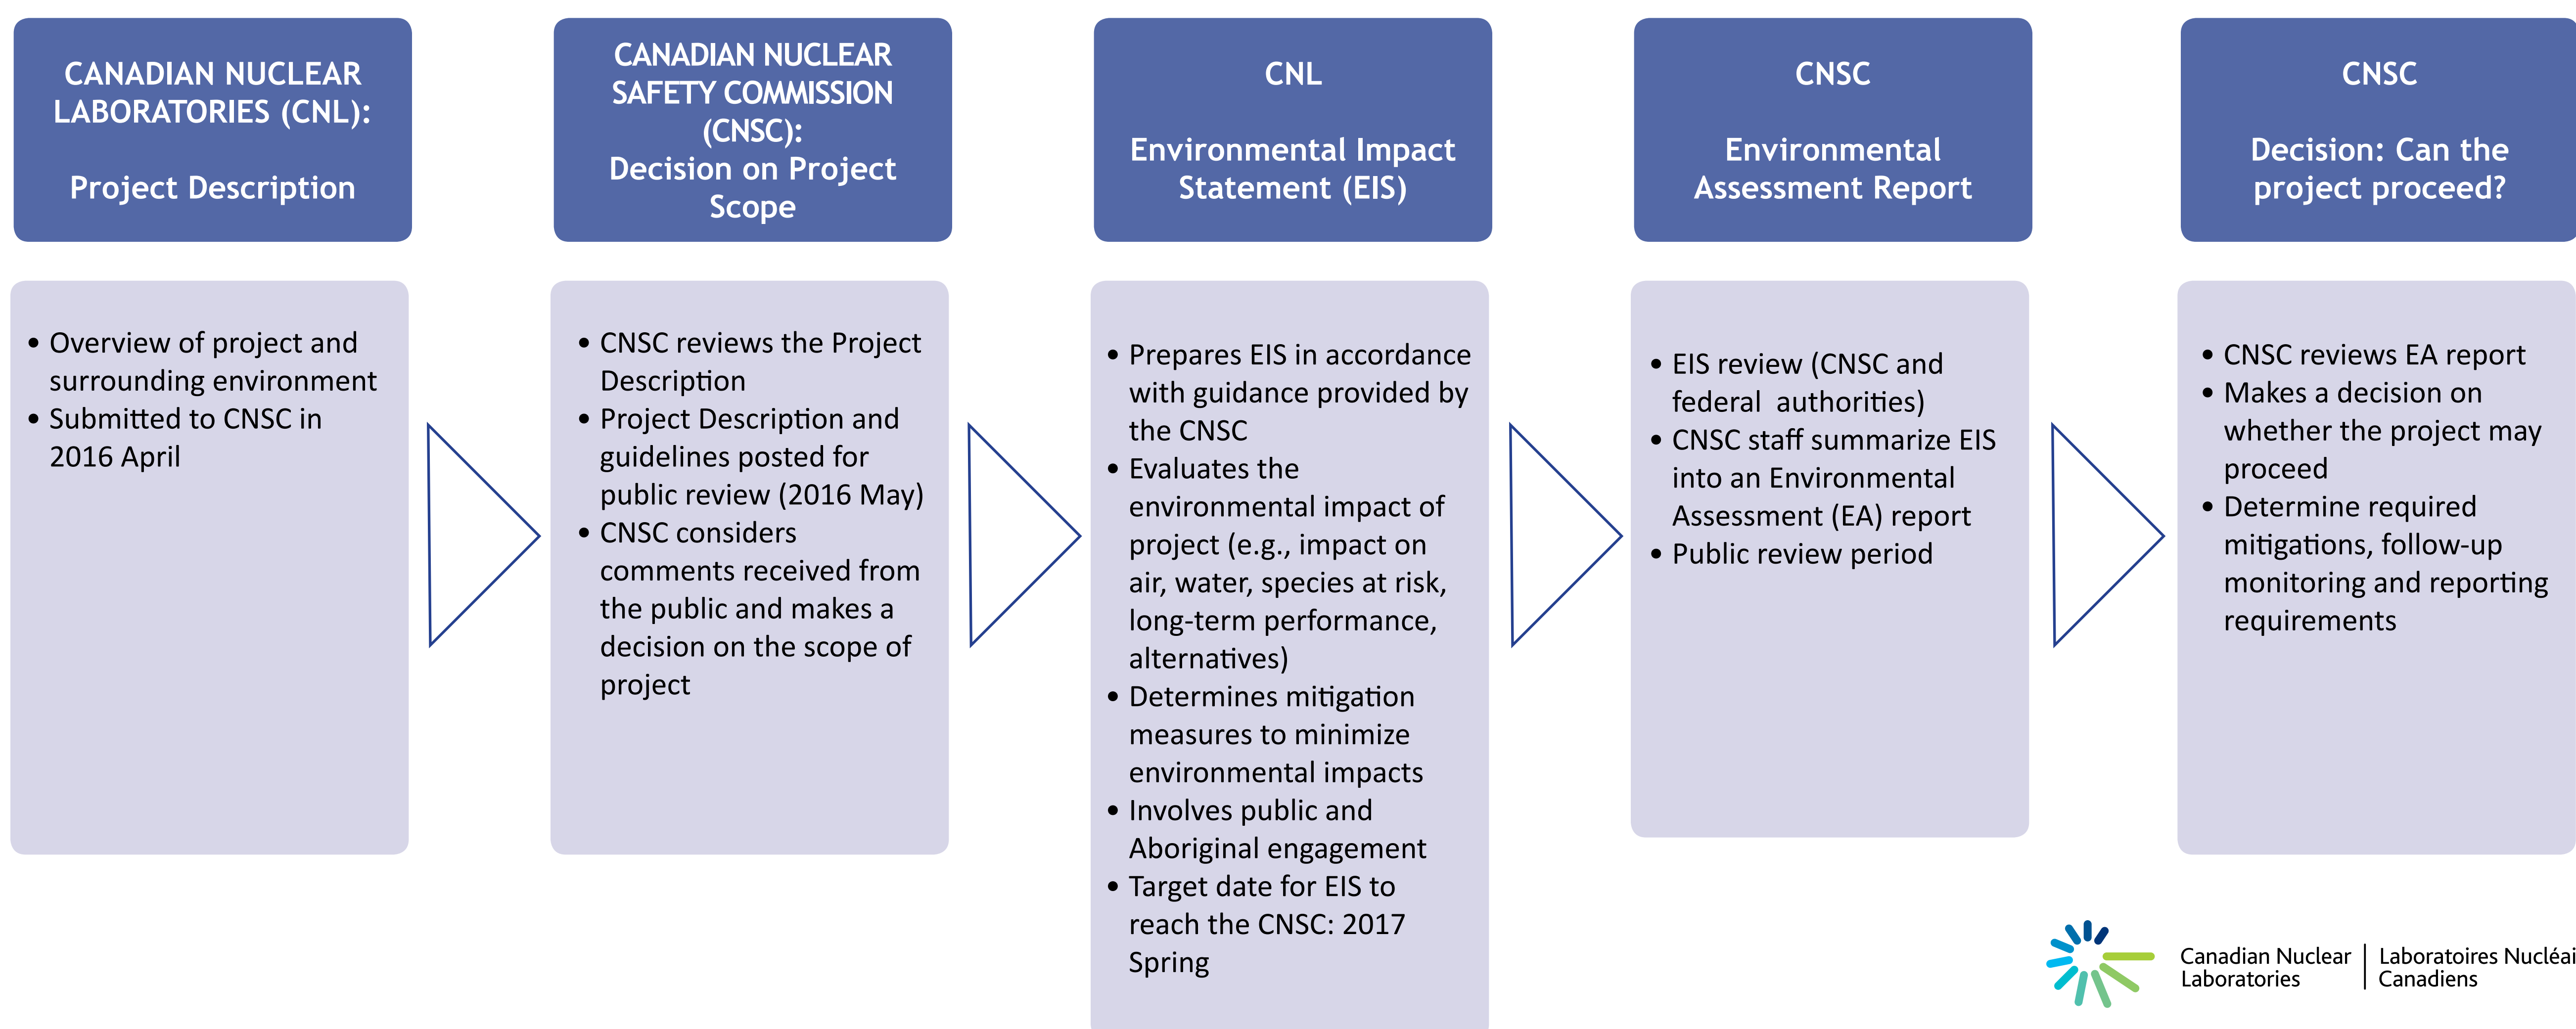 CANADIAN NUCLEAR
LABORATORIES (CNL):
Project Description
• Overview of project and
surrounding environment
• Submitted to CNSC in
2016 April
CANADIAN NUCLEAR
SAFETY COMMISSION
(CNSC):
Decision on Project
Scope
• CNSC reviews the Project
Description
• Project Description and
guidelines posted for
public review (2016 May)
• CNSC considers
comments received from
the public and makes a
decision on the scope of
project
CNL
Environmental Impact
Statement (EIS)
• Prepares EIS in accordance
with guidance provided by
the CNSC
• Evaluates the
environmental impact of
project (e.g., impact on
air, water, species at risk,
long-term performance,
alternatives)
• Determines mitigation
measures to minimize
environmental impacts
• Involves public and
Aboriginal engagement
• Target date for EIS to
reach the CNSC: 2017
Spring
CNSC
Environmental
Assessment Report
• EIS review (CNSC and
federal authorities)
• CNSC staff summarize EIS
into an Environmental
Assessment (EA) report
• Public review period
CNSC
Decision: Can the
project proceed?
• CNSC reviews EA report
• Makes a decision on
whether the project may
proceed
• Determine required
mitigations, follow-up
monitoring and reporting
requirements
Canadian Nuclear
Laboratories
Laboratoires
Canadiens